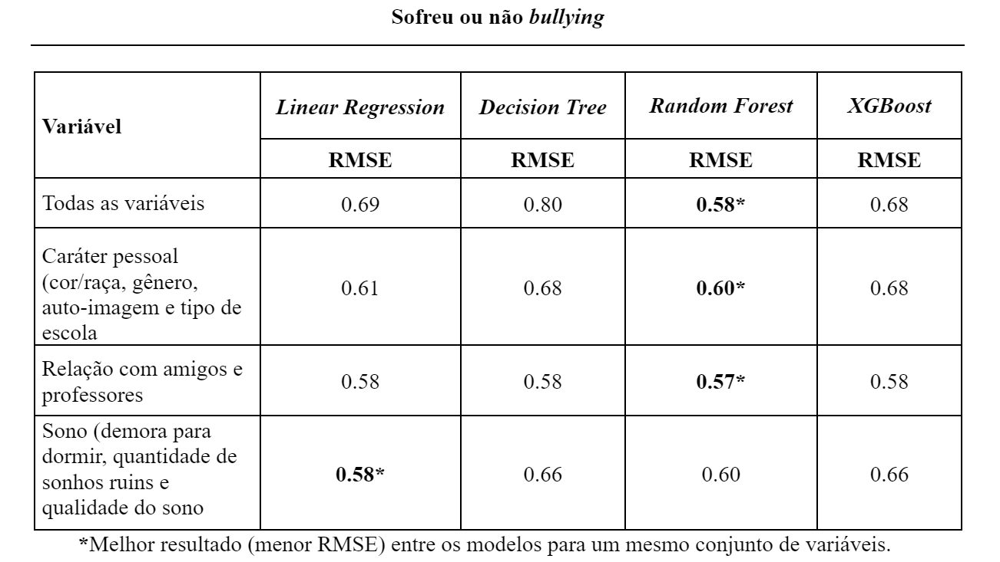 Sofreu ou não bullying
Variável
Linear Regression
Decision Tree
Random Forest
XGBoost
RMSE
RMSE
RMSE
RMSE
Todas as variáveis
0.69
0.80
0.58*
0.68
Caráter pessoal
(cor/raça, gênero,
auto-imagem e tipo de
escola
0.61
0.68
0.60*
0.68
Relação com amigos e
professores
0.58
0.58
0.57*
0.58
Sono (demora para
dormir, quantidade de
sonhos ruins e
qualidade do sono
0.58*
0.66
0.60
0.66
*Melhor resultado (menor RMSE) entre os modelos para um mesmo conjunto de variáveis.